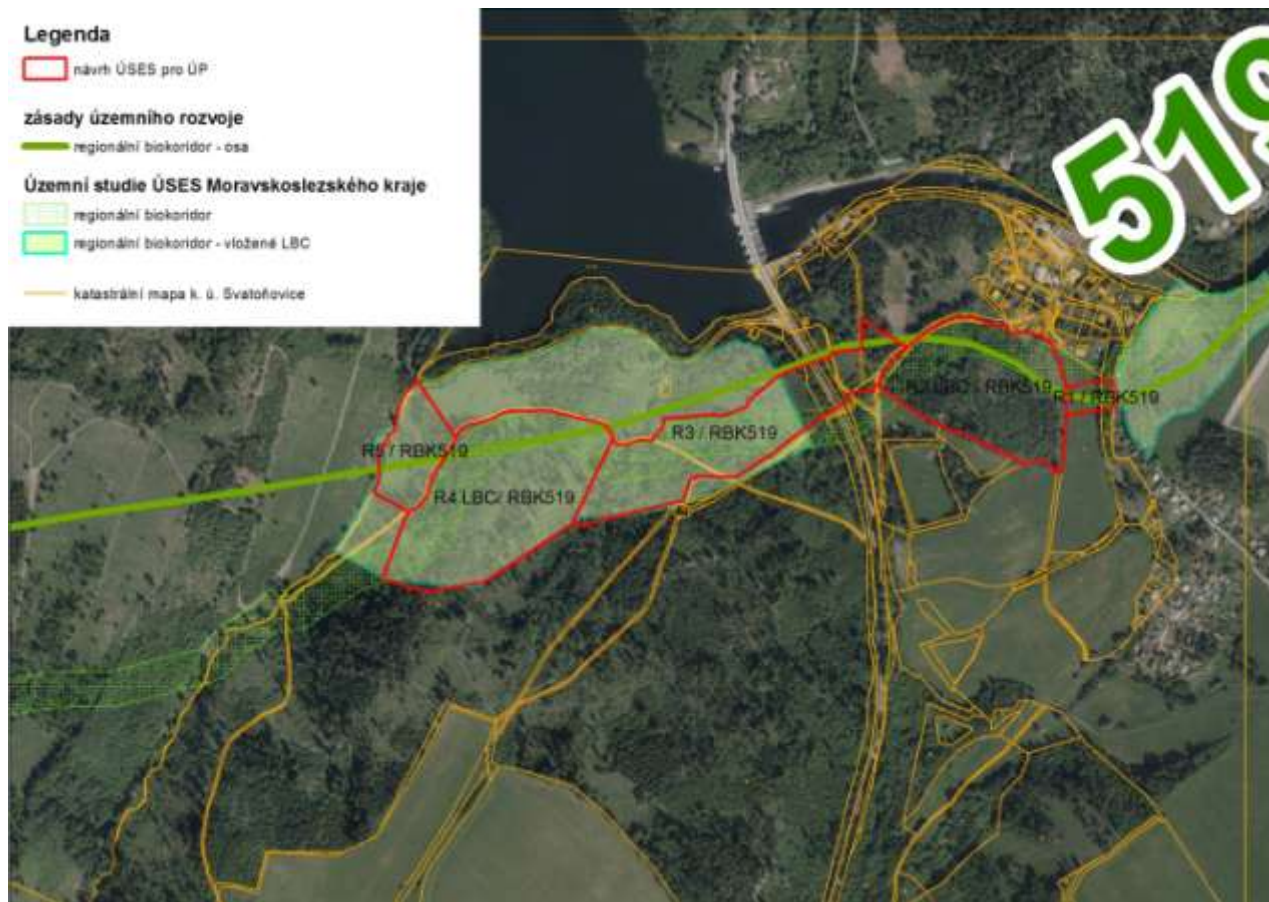 Legenda
návrh ÚSES pro ÚP
zásady územního rozvoje
regionální biokoridor - osa
Územní studie ÚSES Moravskoslezského kraje
regionální biokoridor
regionální biokoridor - vložené LBC
katastrální mapa k. ú. Svatoňovice
519
R5 / RBK519
R4 LBC/ RBK519
R3 / RBK519
RBK519
R1 / RBK519